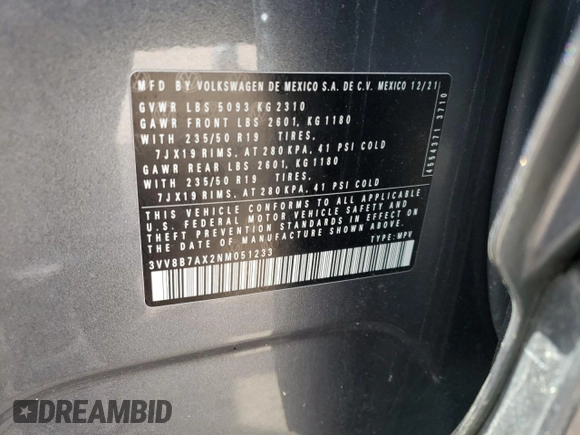 MFD BY VOLKSWAGEN DE MEXICO S.A. DE C.V. MEXICO 12/21
GVWR LBS 5093 KG 2310
GAWR FRONT LBS 2601, KG 1180
WITH 235/50 R19 TIRES,
7JX19 RIMS, AT 280 KPA, 41 PSI COLD
GAWR REAR LBS 2601, KG 1180
WITH 235/50 R19 TIRES,
7JX19 RIMS, AT 280 KPA, 41 PSI COLD
THIS VEHICLE CONFORMS TO ALL APPLICABLE
U.S. FEDERAL MOTOR VEHICLE SAFETY AND
THEFT PREVENTION STANDARDS IN EFFECT ON
THE DATE OF MANUFACTURE SHOWN ABOVE.
3VV8B7AX2NM051233 TYPE: MPV
4564371 3710
DREAMBID